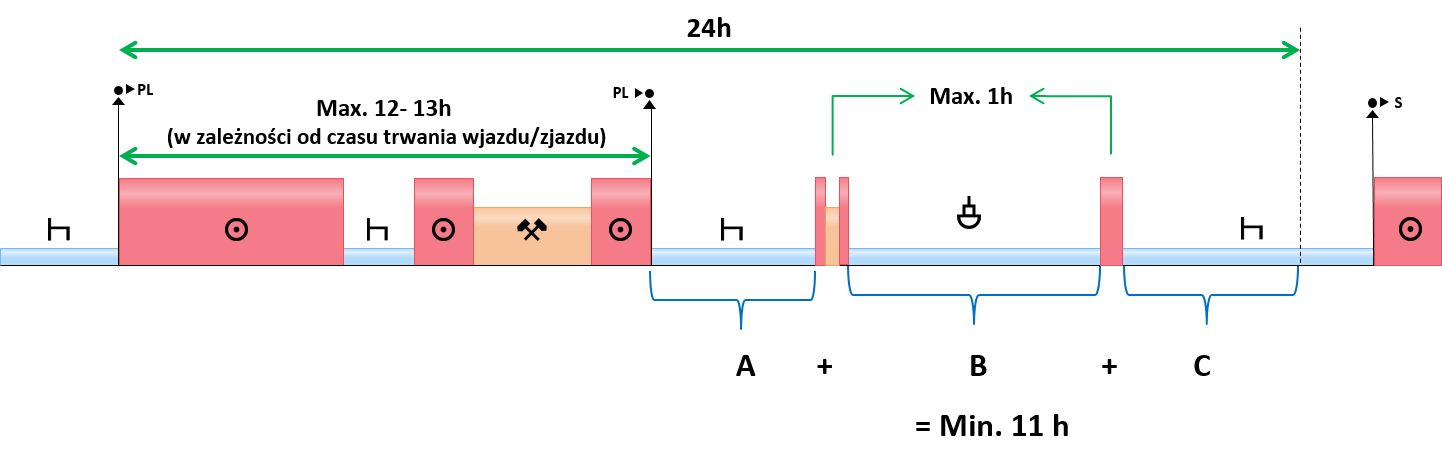 24h
PL
Max. 12- 13h
(w zależności od czasu trwania wjazdu/zjazdu)
PL
Max. 1h
S
A + B + C
= Min. 11 h